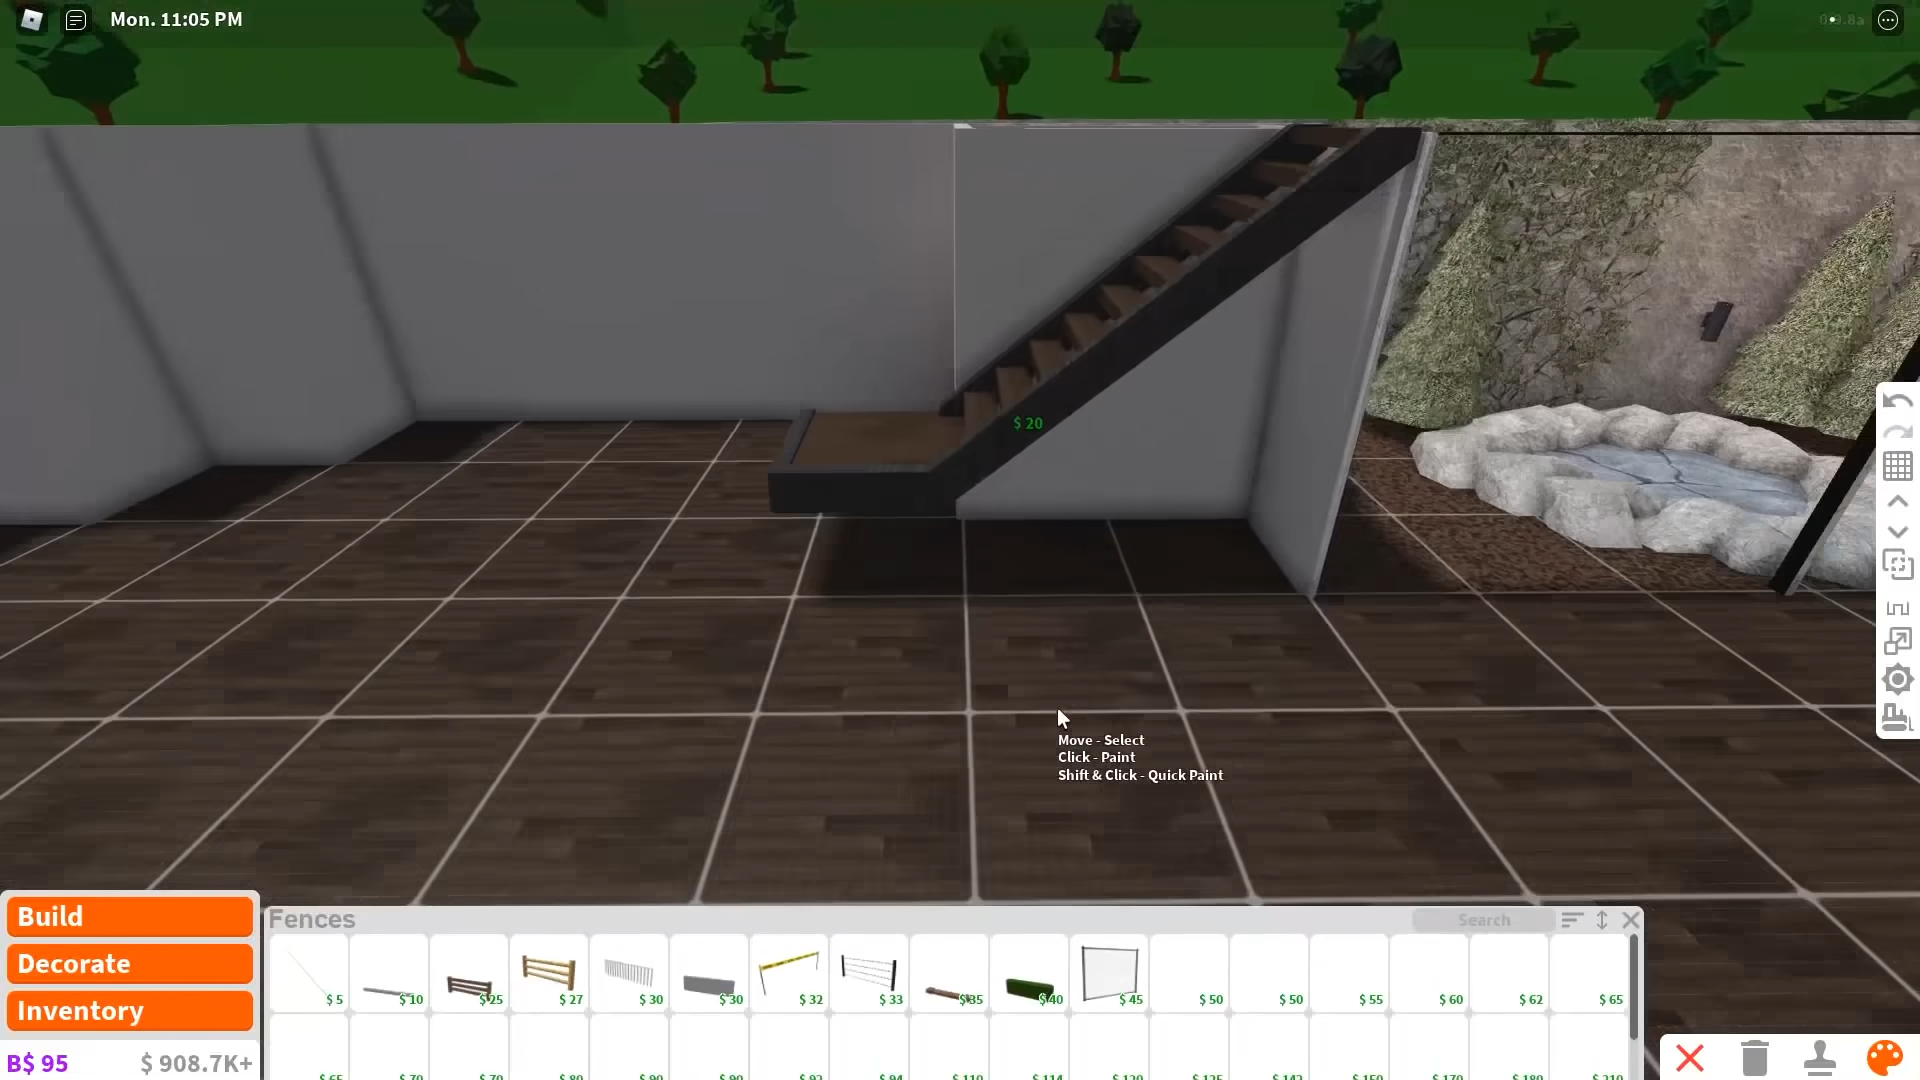 Mon. 11:05 PM
$ 20
Move - Select
Click - Paint
Shift & Click - Quick Paint
Build
Decorate
Inventory
B$ 95
$ 908.7K+
Fences
Search
$ 5
$ 10
$ 25
$ 27
$ 30
$ 30
$ 32
$ 33
$ 35
$ 40
$ 45
$ 50
$ 50
$ 55
$ 60
$ 62
$ 65